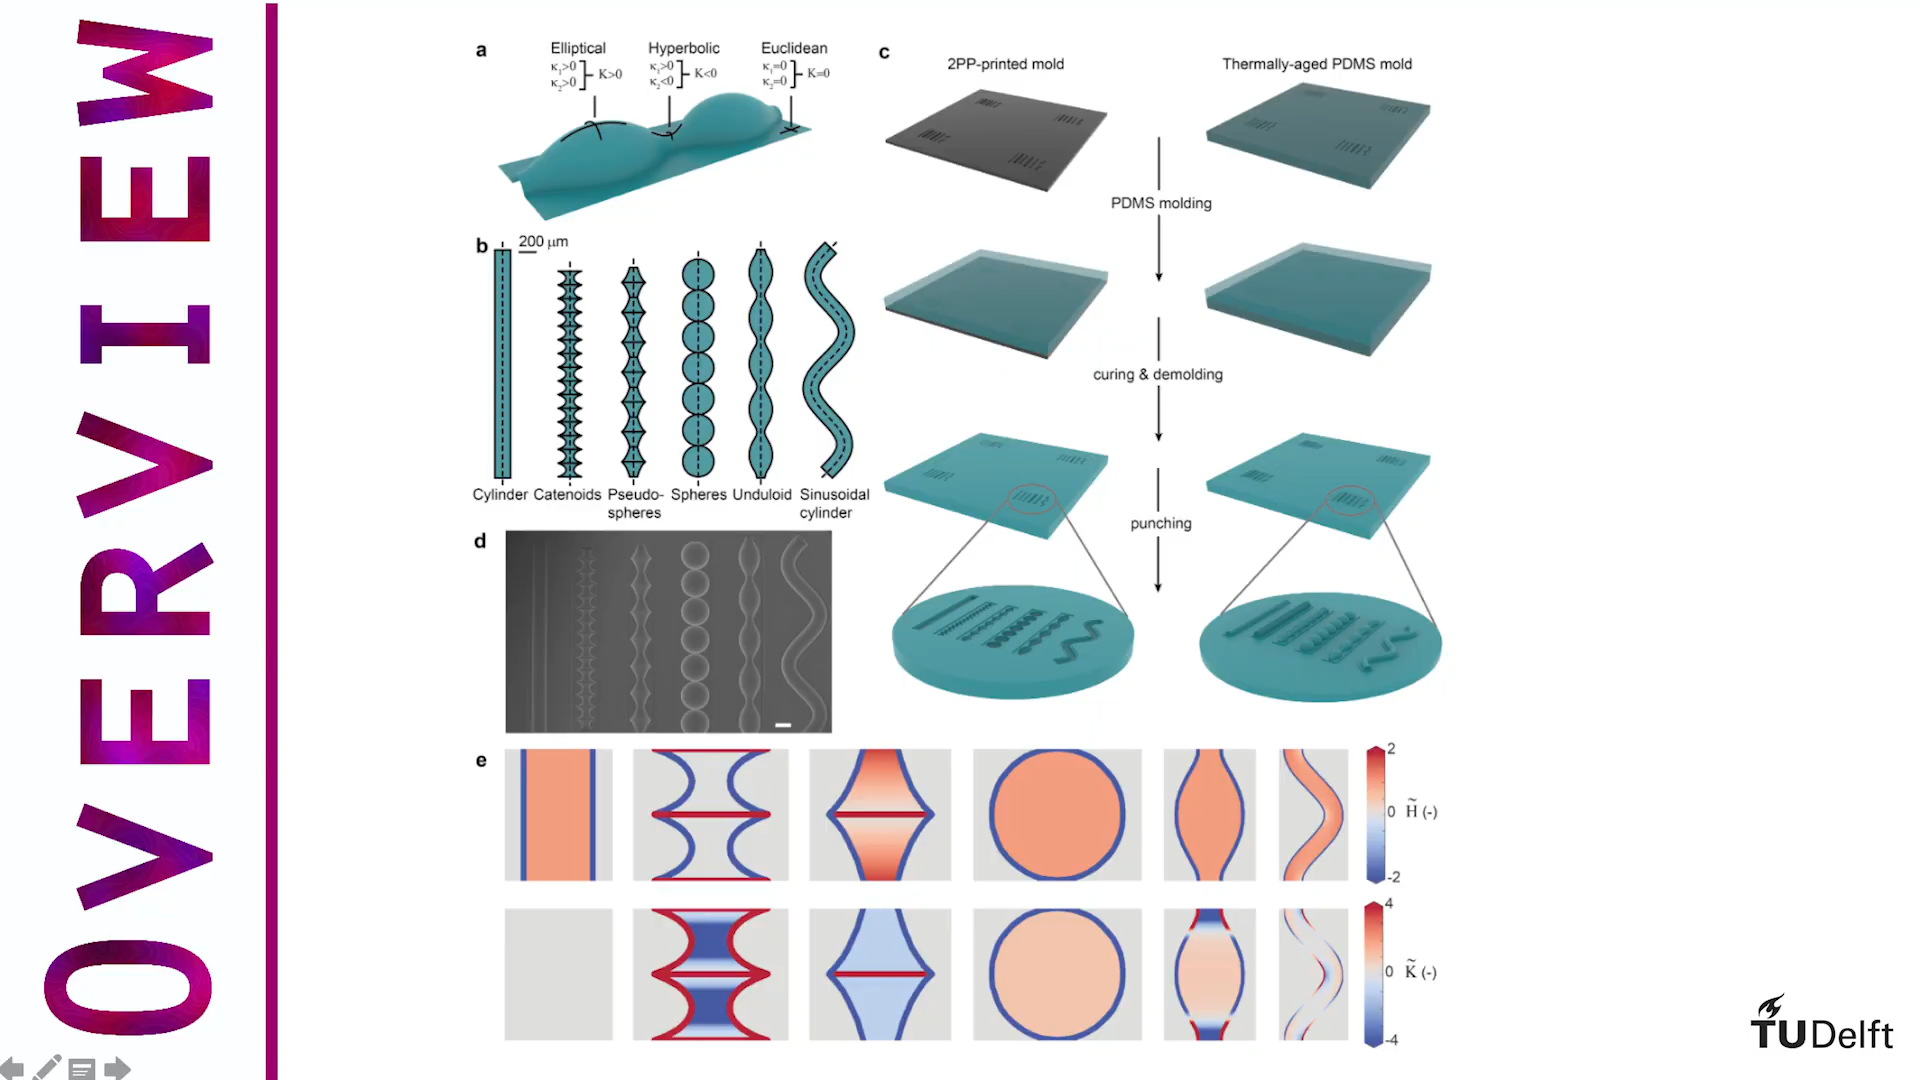 OVERVIEW
a
Elliptical
κ₁>0
κ₂>0
K>0
Hyperbolic
κ₁>0
κ₂<0
K<0
Euclidean
κ₁=0
κ₂=0
K=0
b
200 μm
Cylinder
Catenoids
Pseudo-
spheres
Spheres
Unduloid
Sinusoidal
cylinder
c
2PP-printed mold
Thermally-aged PDMS mold
PDMS molding
curing & demolding
punching
d
e
2
0
H̃ (-)
-2
4
0
K̃ (-)
-4
TU Delft